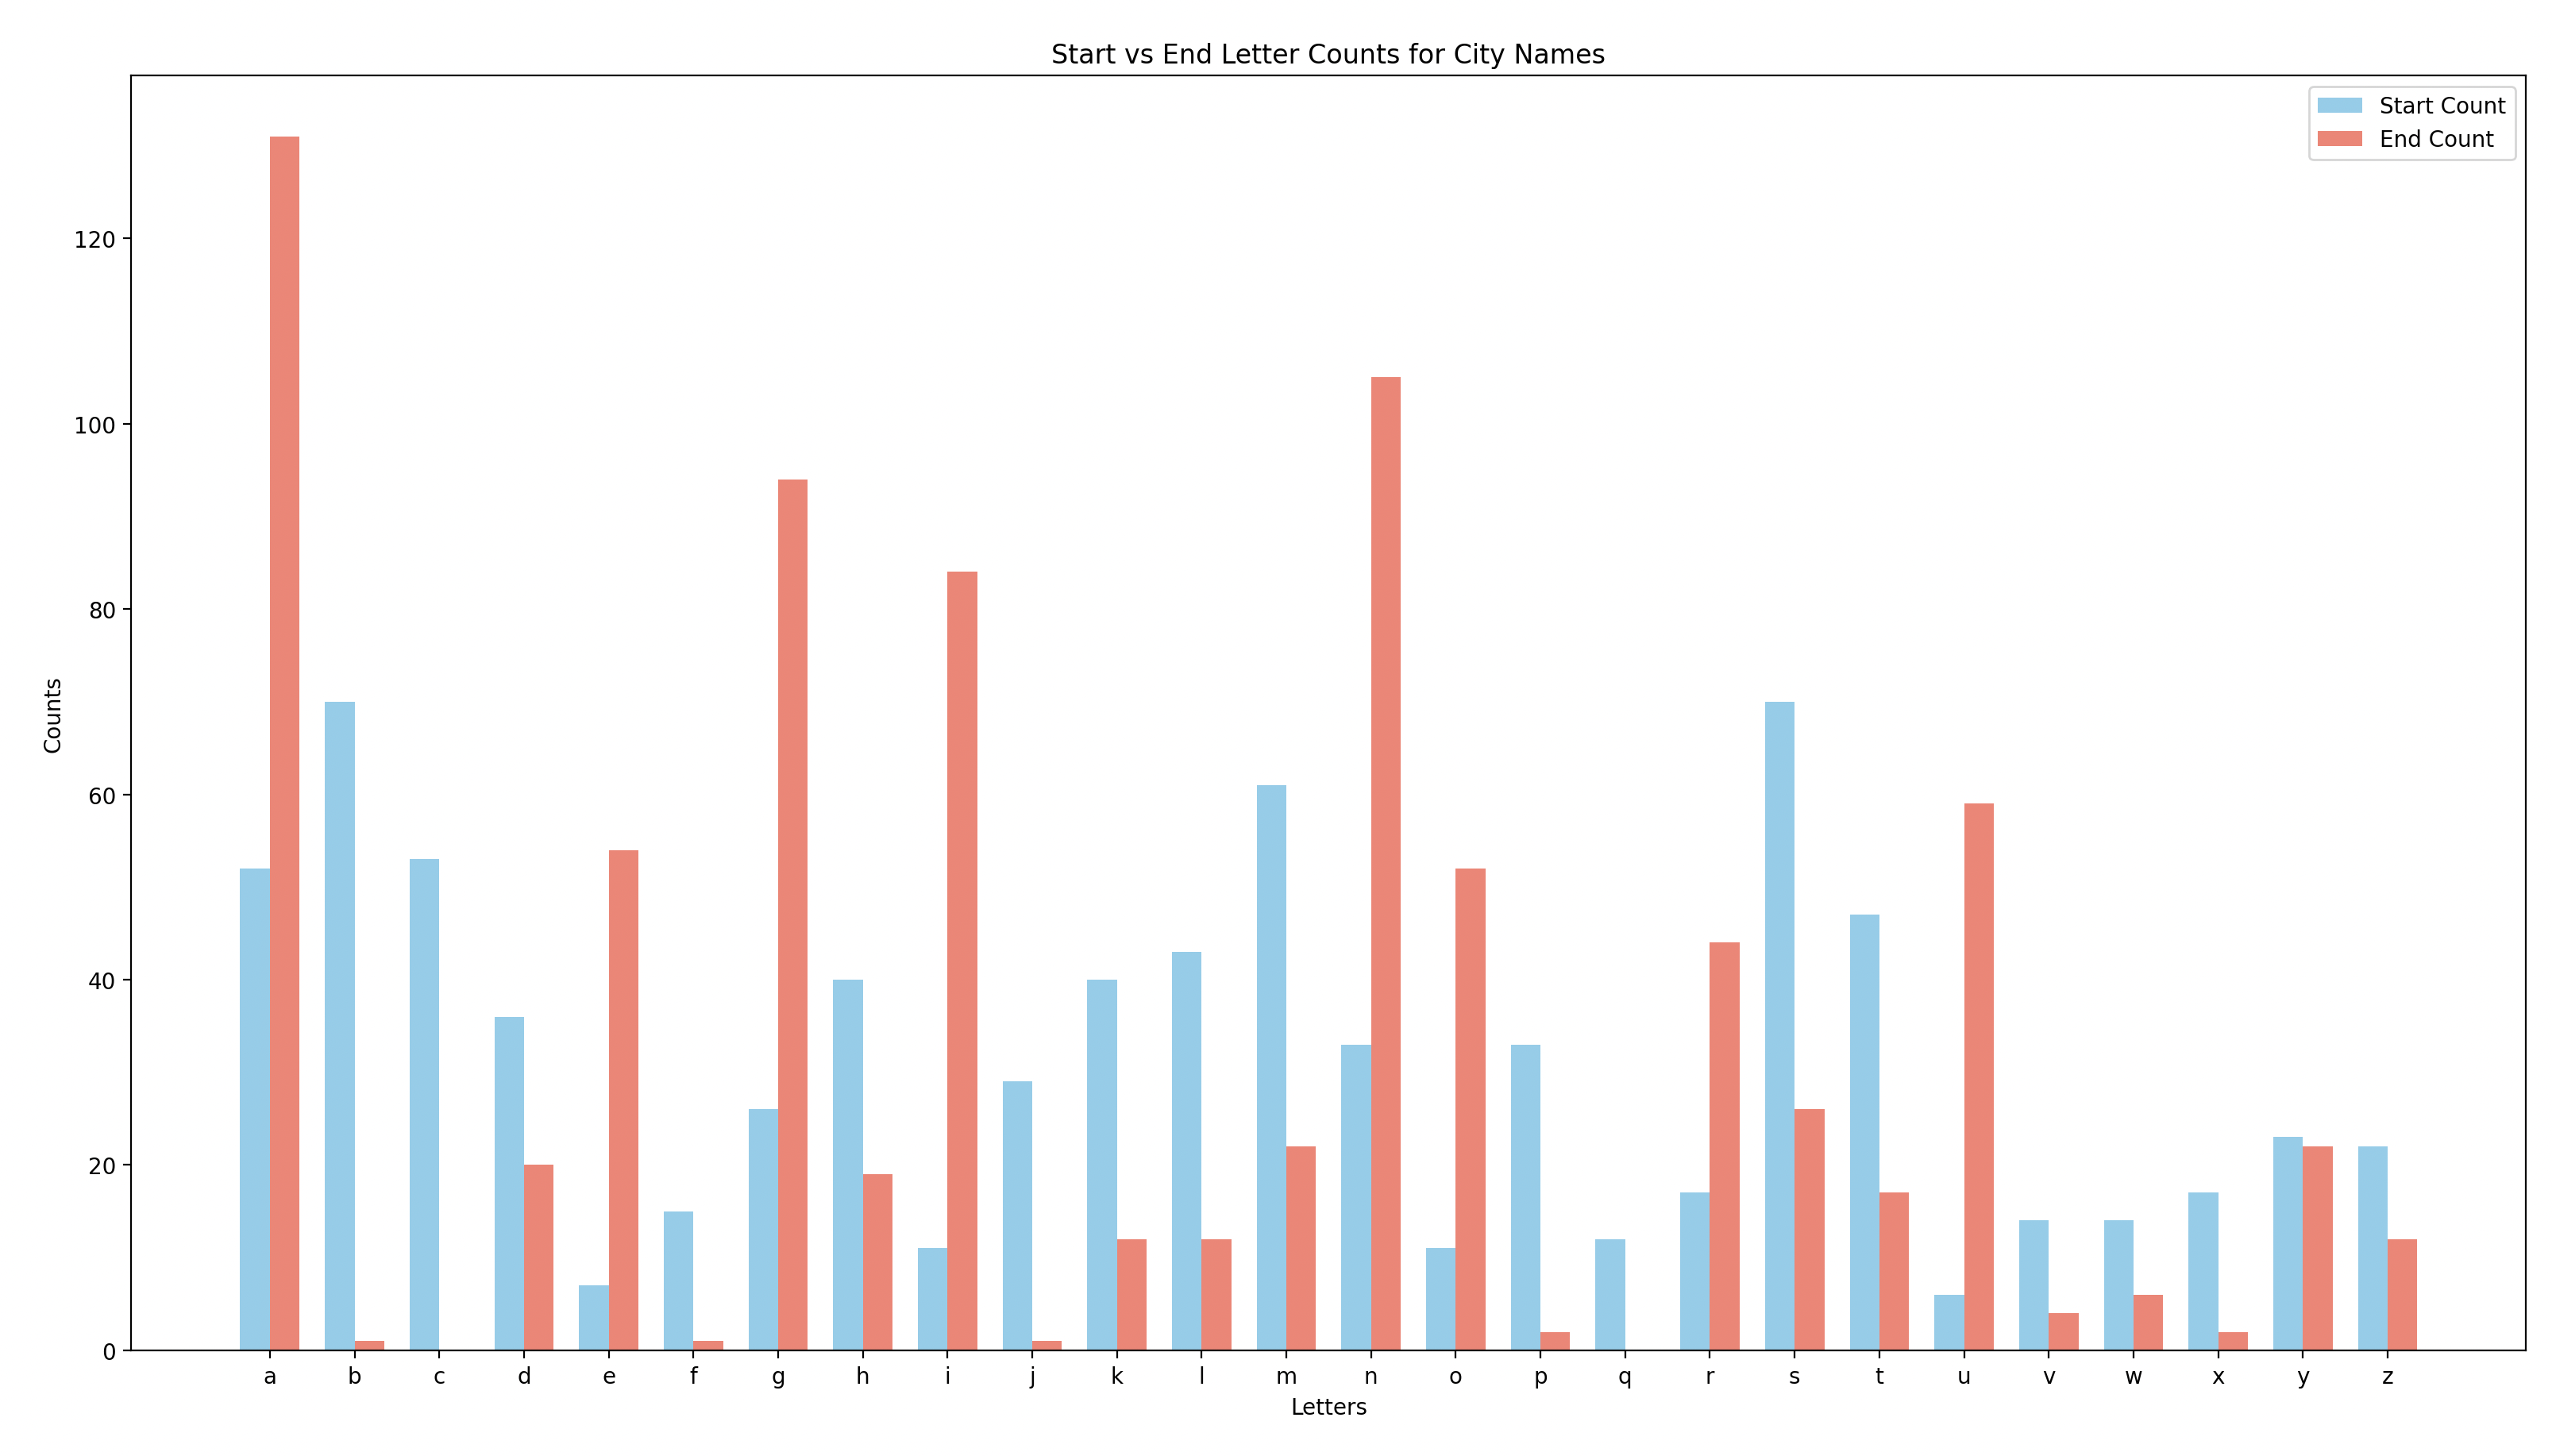 Start vs End Letter Counts for City Names
Start Count
End Count
120
100
80
60
40
20
0
Counts
a b c d e f g h i j k l m n o p q r s t u v w x y z
Letters